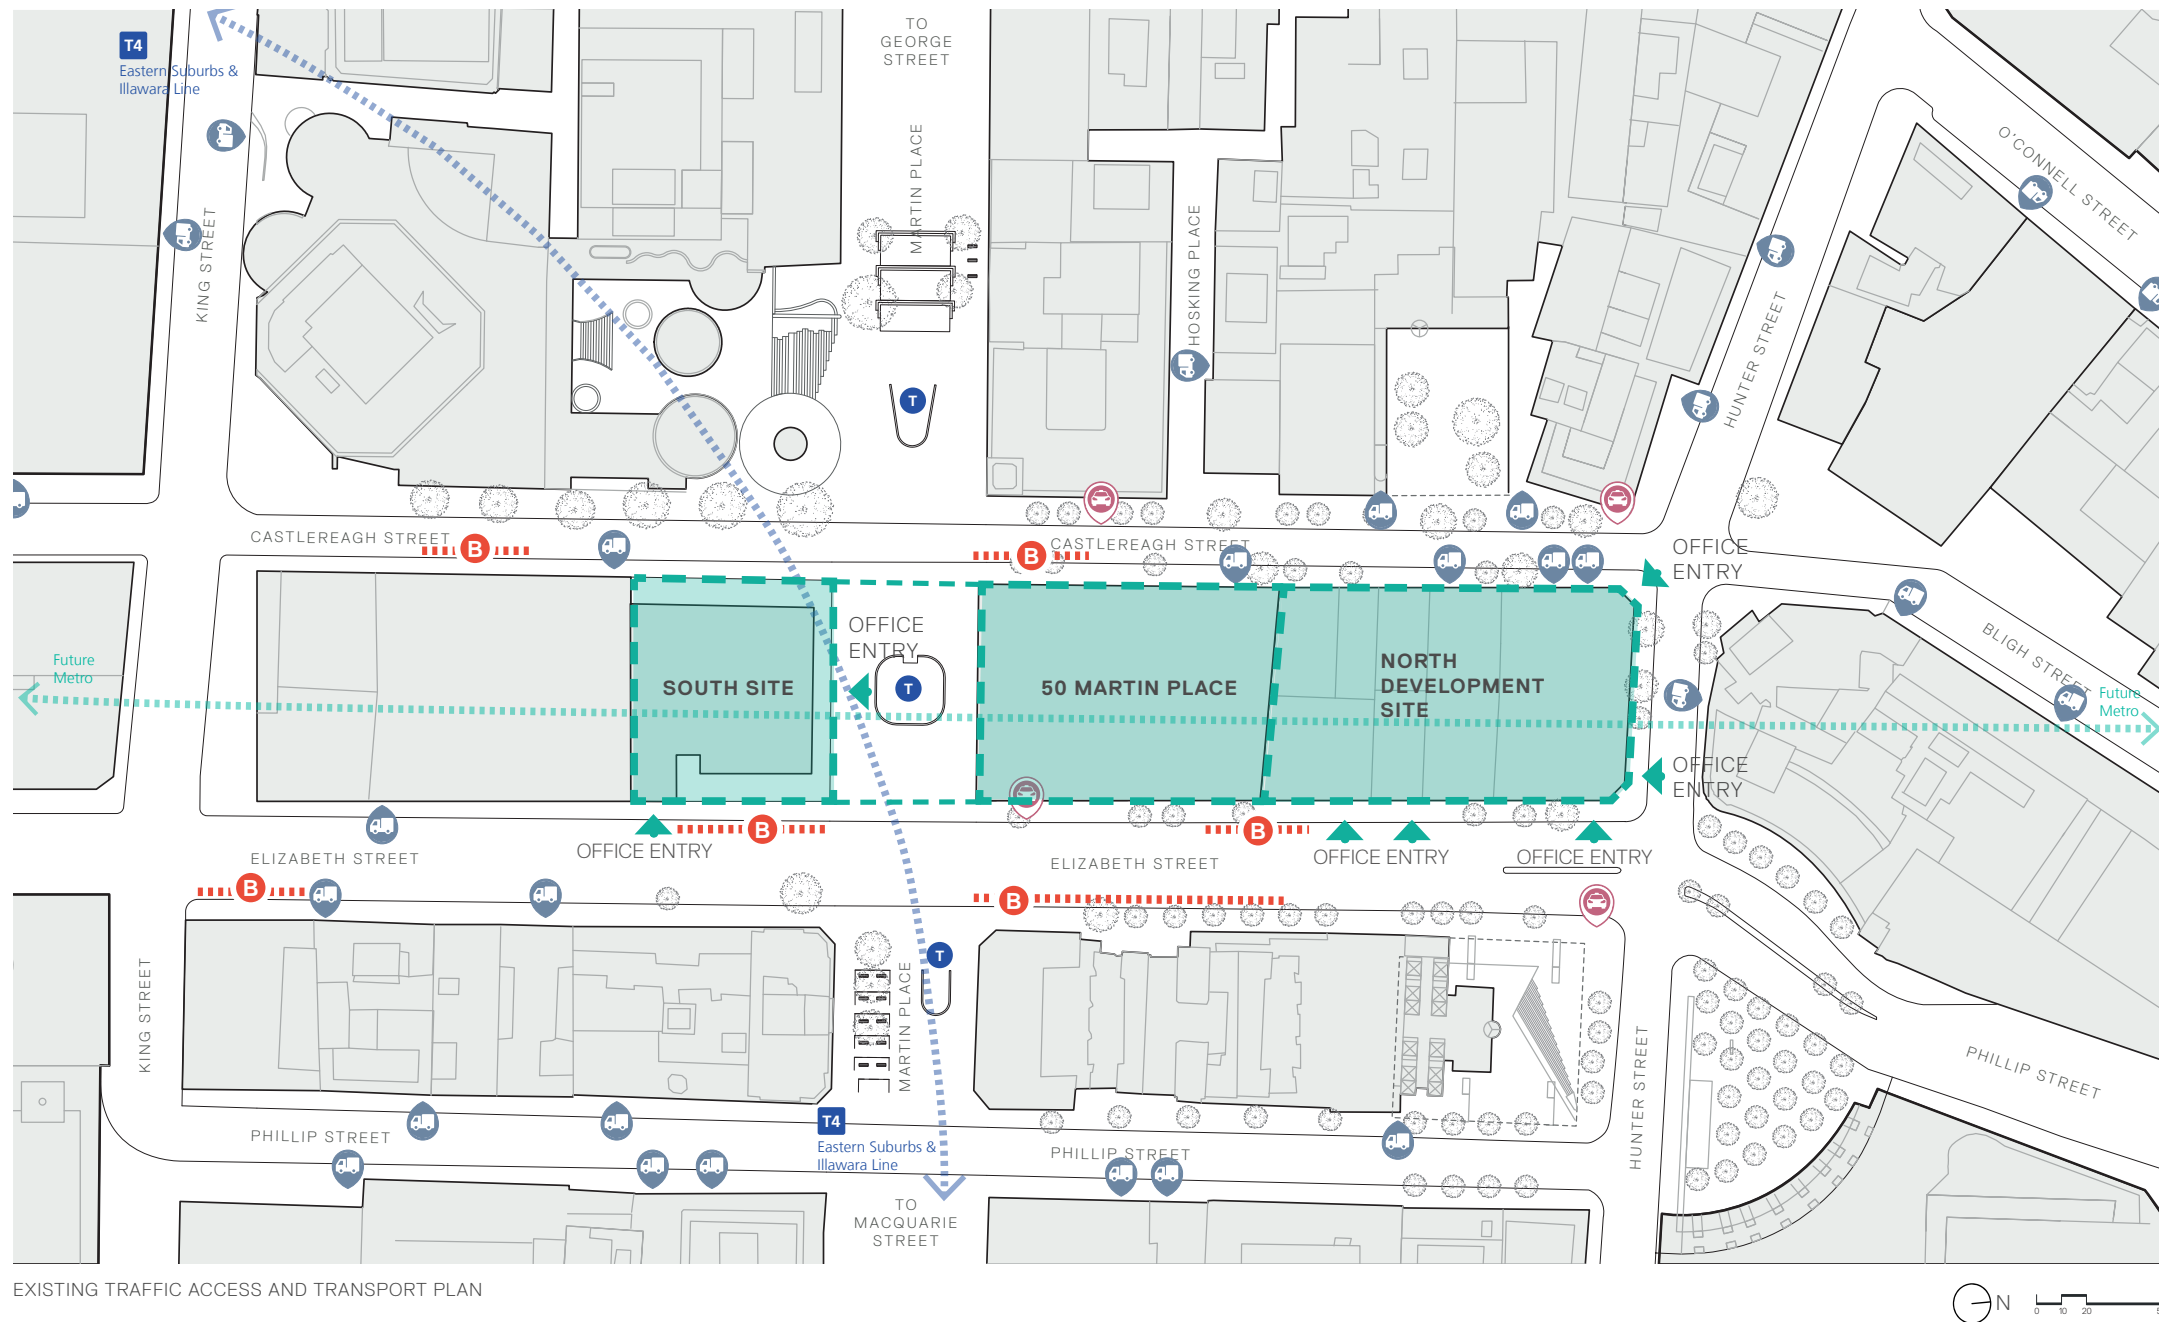 TO
GEORGE
STREET
T4
Eastern Suburbs &
Illawara Line
MARTIN PLACE
KING STREET
HOSKING PLACE
HUNTER STREET
O'CONNELL STREET
T
CASTLEREAGH STREET
B
B
CASTLEREAGH STREET
OFFICE
ENTRY
OFFICE
ENTRY
BLIGH STREET
Future
Metro
SOUTH SITE
T
50 MARTIN PLACE
NORTH
DEVELOPMENT
SITE
Future
Metro
OFFICE
ENTRY
B
B
OFFICE ENTRY
OFFICE ENTRY
OFFICE ENTRY
ELIZABETH STREET
ELIZABETH STREET
B
B
T
KING STREET
MARTIN PLACE
HUNTER STREET
PHILLIP STREET
T4
Eastern Suburbs &
Illawara Line
PHILLIP STREET
PHILLIP STREET
TO
MACQUARIE
STREET
EXISTING TRAFFIC ACCESS AND TRANSPORT PLAN
N
0 10 20